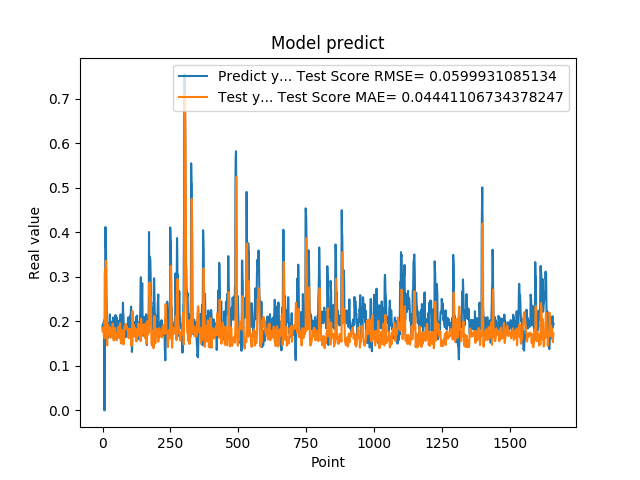 Model predict
Predict y... Test Score RMSE= 0.0599931085134
Test y... Test Score MAE= 0.04441106734378247
0.7
0.6
0.5
0.4
0.3
0.2
0.1
0.0
Real value
0 250 500 750 1000 1250 1500
Point